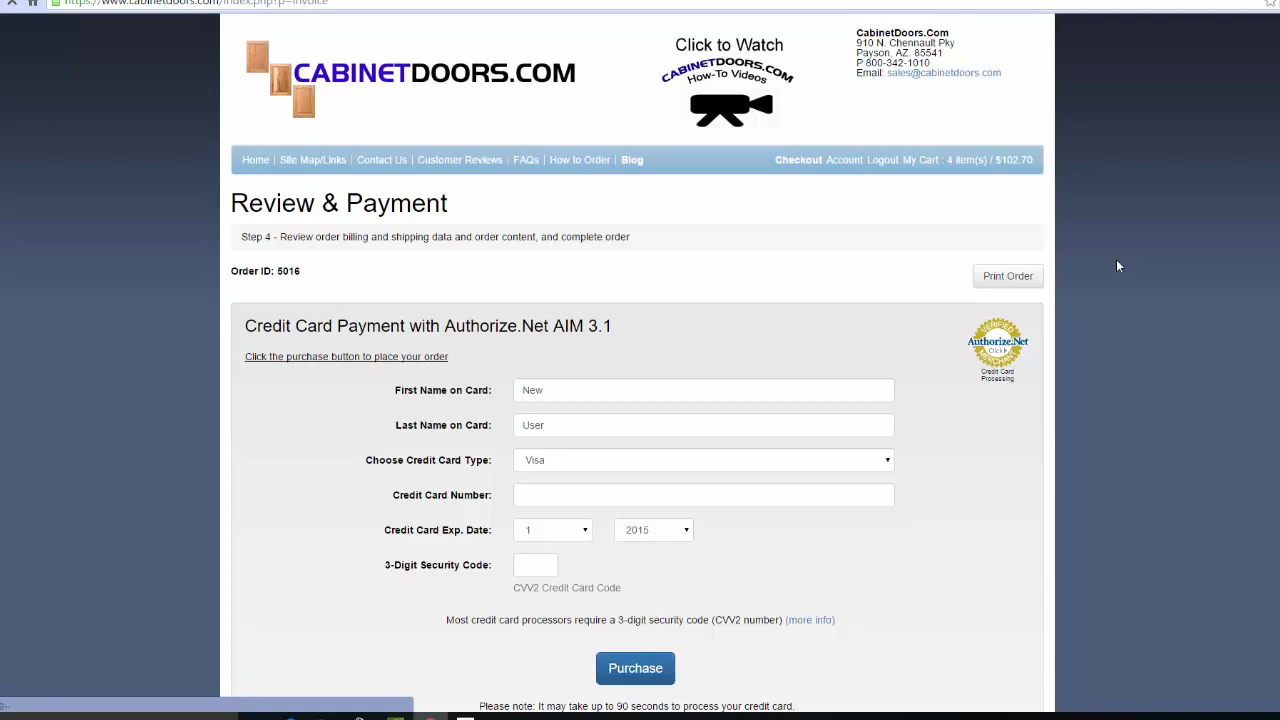 https://www.cabinetdoors.com/index.php?p=invoice
CABINETDOORS.COM
Click to Watch
CABINETDOORS.COM
How-To Videos
CabinetDoors.Com
910 N. Chennault Pky
Payson, AZ. 85541
P 800-342-1010
Email: sales@cabinetdoors.com
Home | Site Map/Links | Contact Us | Customer Reviews | FAQs | How to Order | Blog
Checkout Account Logout My Cart : 4 item(s) / $102.70
Review & Payment
Step 4 - Review order billing and shipping data and order content, and complete order
Order ID: 5016
Print Order
Credit Card Payment with Authorize.Net AIM 3.1
Click the purchase button to place your order
VERIFIED
Authorize.Net
Click
MERCHANT
Credit Card
Processing
First Name on Card: New
Last Name on Card: User
Choose Credit Card Type: Visa
Credit Card Number:
Credit Card Exp. Date: 1 2015
3-Digit Security Code:
CVV2 Credit Card Code
Most credit card processors require a 3-digit security code (CVV2 number) (more info)
Purchase
Please note: It may take up to 90 seconds to process your credit card.